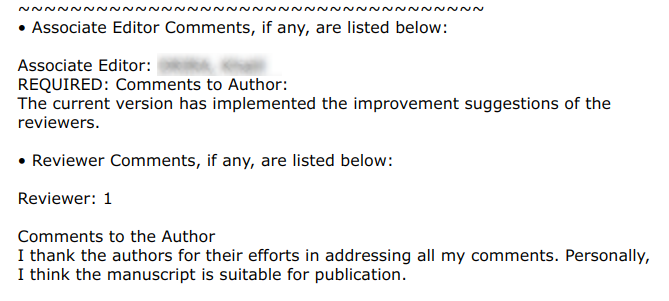 ~~~~~~~~~~~~~~~~~~~~~~~~~~~~~~~~~~~~
• Associate Editor Comments, if any, are listed below:
Associate Editor:
REQUIRED: Comments to Author:
The current version has implemented the improvement suggestions of the
reviewers.
• Reviewer Comments, if any, are listed below:
Reviewer: 1
Comments to the Author
I thank the authors for their efforts in addressing all my comments. Personally,
I think the manuscript is suitable for publication.